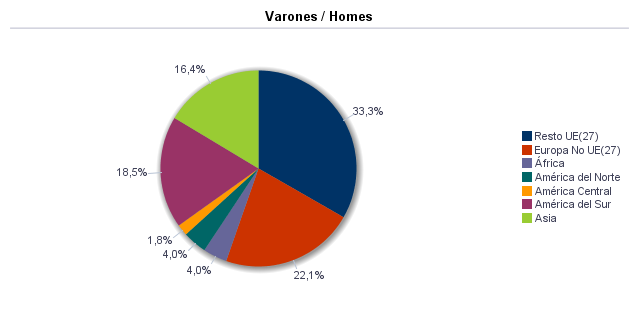 Varones / Homes
16,4%
33,3%
18,5%
1,8%
4,0%
4,0%
22,1%
Resto UE(27)
Europa No UE(27)
África
América del Norte
América Central
América del Sur
Asia